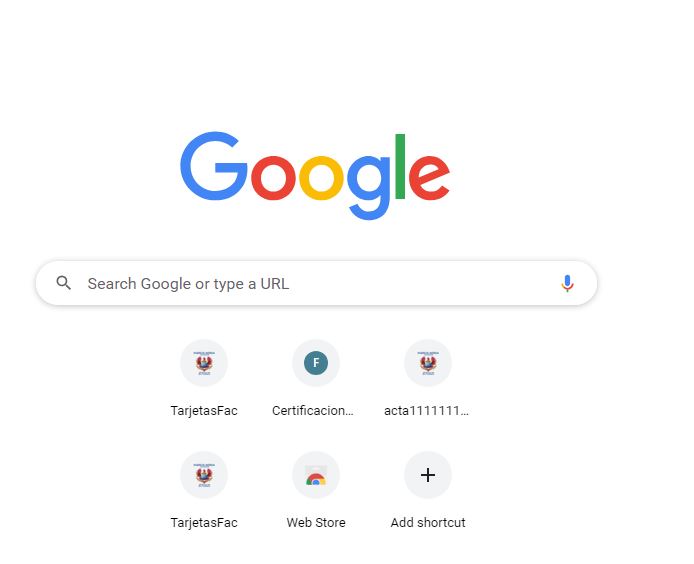 Google
Search Google or type a URL
F
TarjetasFac
Certificacion...
acta1111111...
TarjetasFac
Web Store
Add shortcut